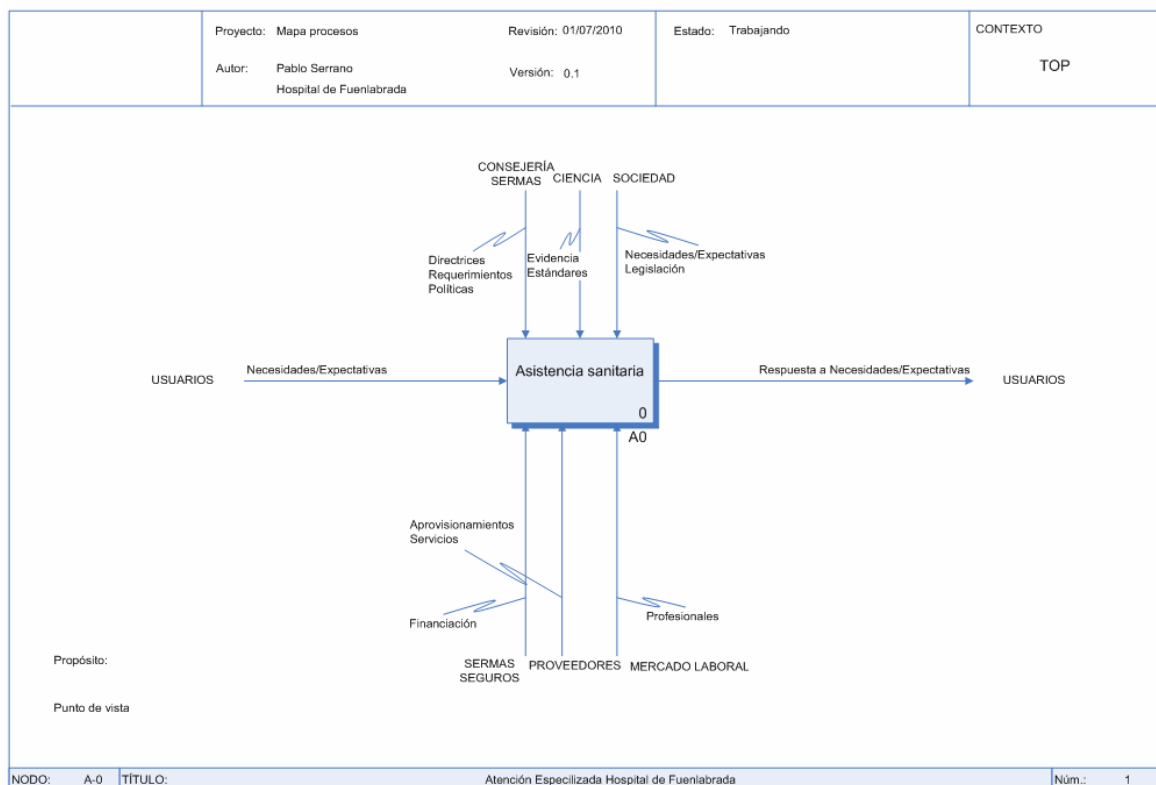 Proyecto: Mapa procesos
Revisión: 01/07/2010
Estado: Trabajando
CONTEXTO
TOP
Autor: Pablo Serrano
Hospital de Fuenlabrada
Versión: 0.1
CONSEJERÍA
SERMAS
CIENCIA
SOCIEDAD
Directrices
Requerimientos
Políticas
Evidencia
Estándares
Necesidades/Expectativas
Legislación
USUARIOS
Necesidades/Expectativas
Asistencia sanitaria
0
A0
Respuesta a Necesidades/Expectativas
USUARIOS
Aprovisionamientos
Servicios
Financiación
Profesionales
SERMAS
SEGUROS
PROVEEDORES
MERCADO LABORAL
Propósito:
Punto de vista
NODO: A-0
TÍTULO: Atención Especilizada Hospital de Fuenlabrada
Núm.: 1